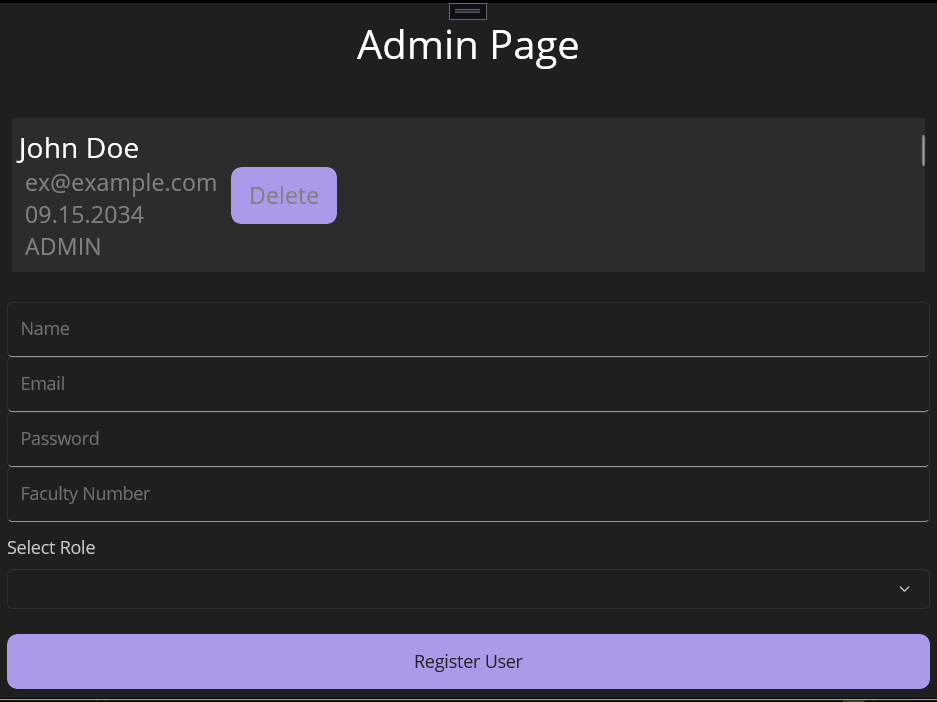 Admin Page
John Doe
ex@example.com
Delete
09.15.2034
ADMIN
Name
Email
Password
Faculty Number
Select Role
Register User